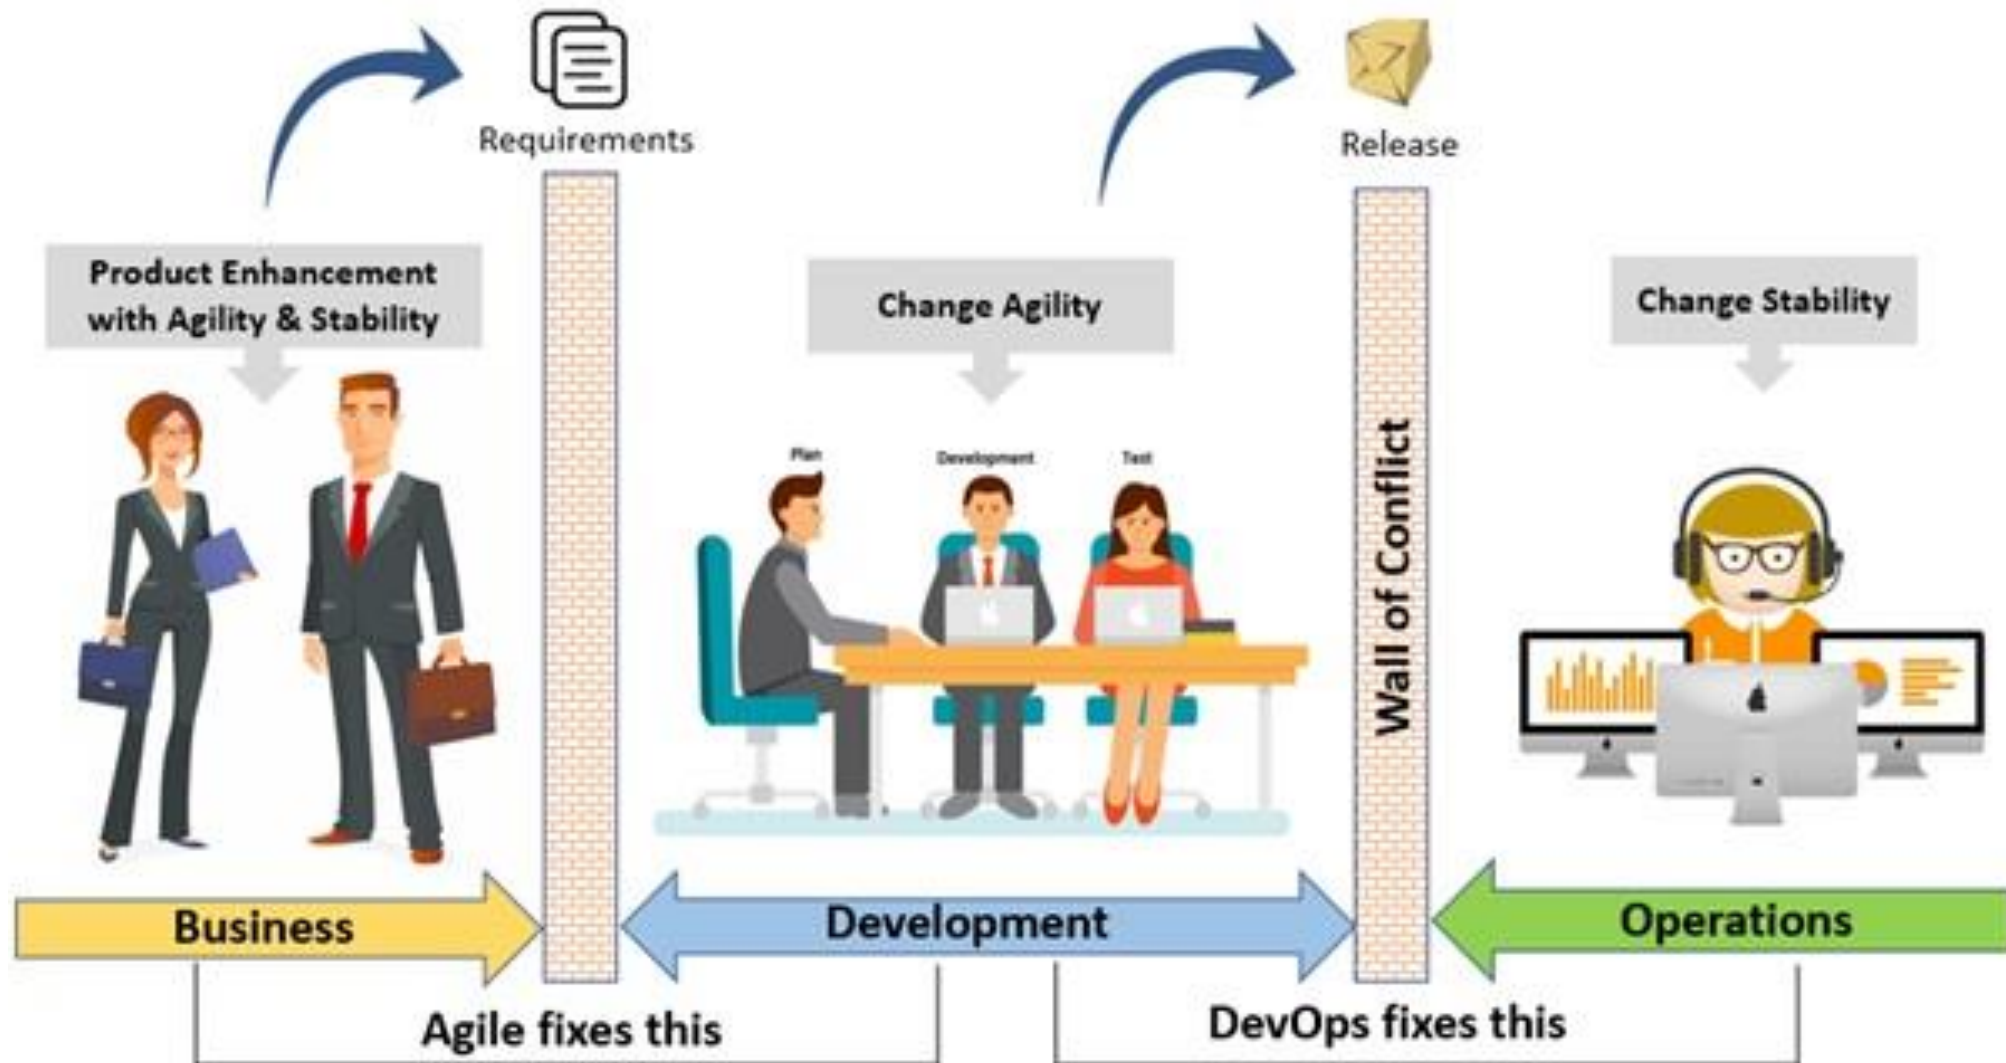 Requirements
Release
Product Enhancement
with Agility & Stability
Change Agility
Change Stability
Plan
Development
Test
Wall of Conflict
Business
Development
Operations
Agile fixes this
DevOps fixes this